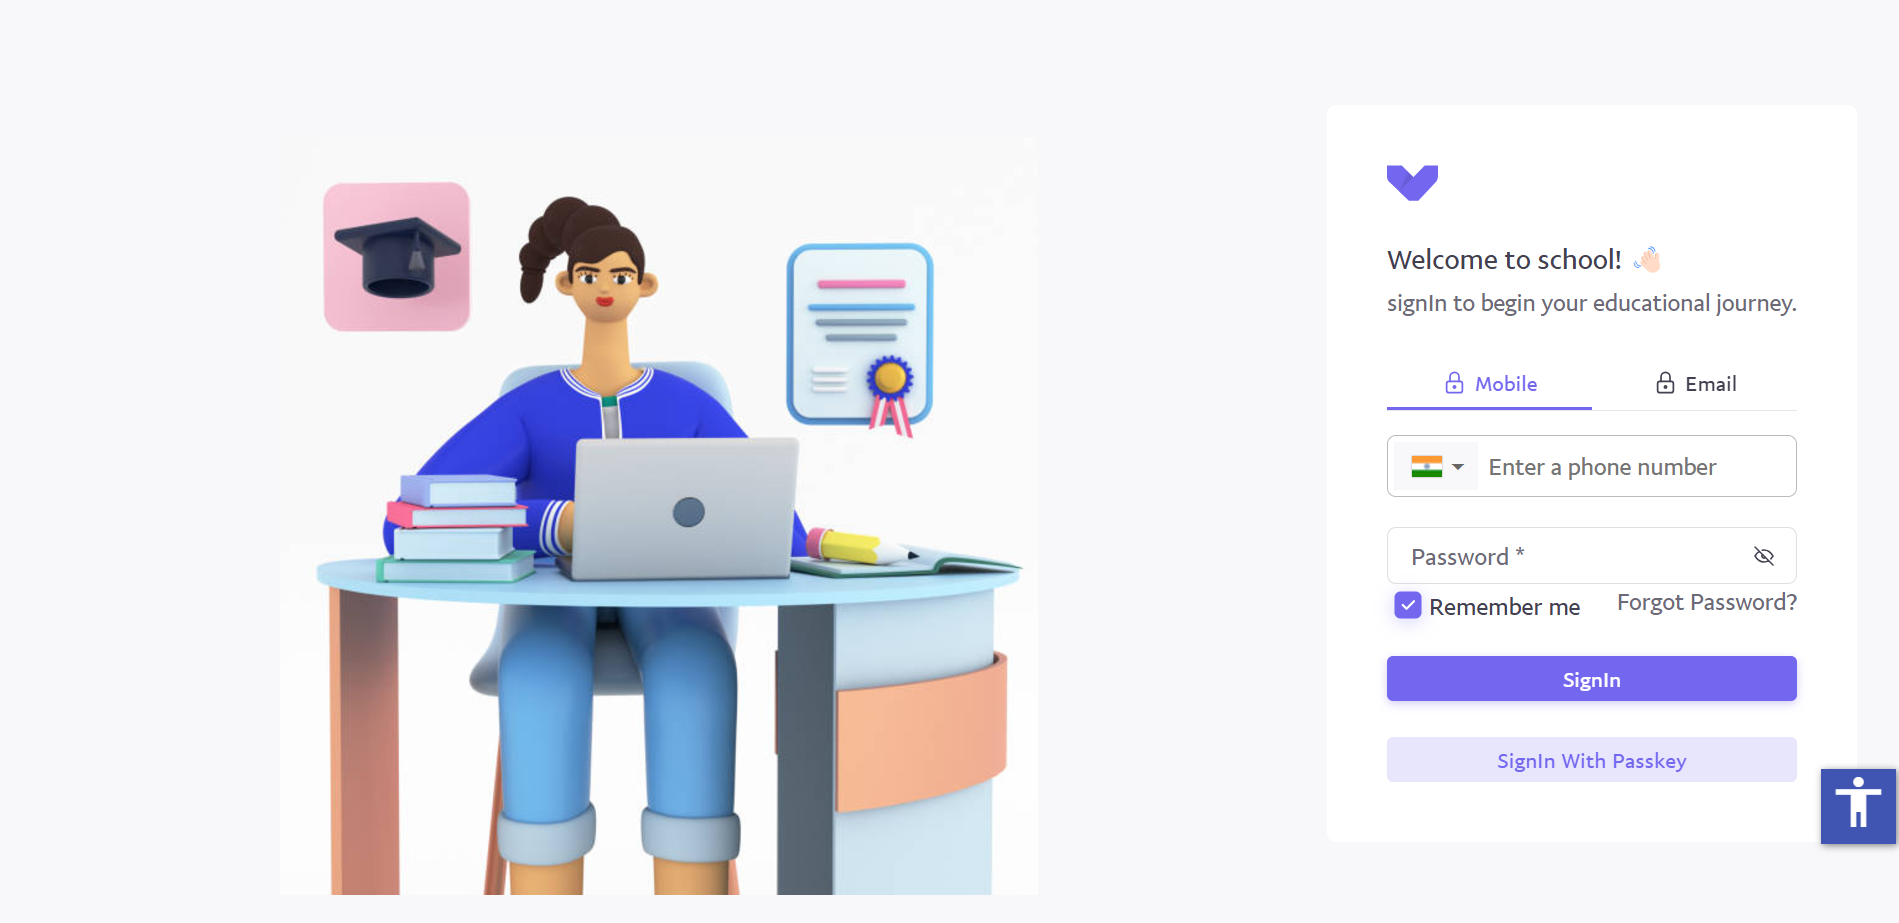 Welcome to school! 👋🏻
signIn to begin your educational journey.
Mobile
Email
Enter a phone number
Password *
Remember me
Forgot Password?
SignIn
SignIn With Passkey